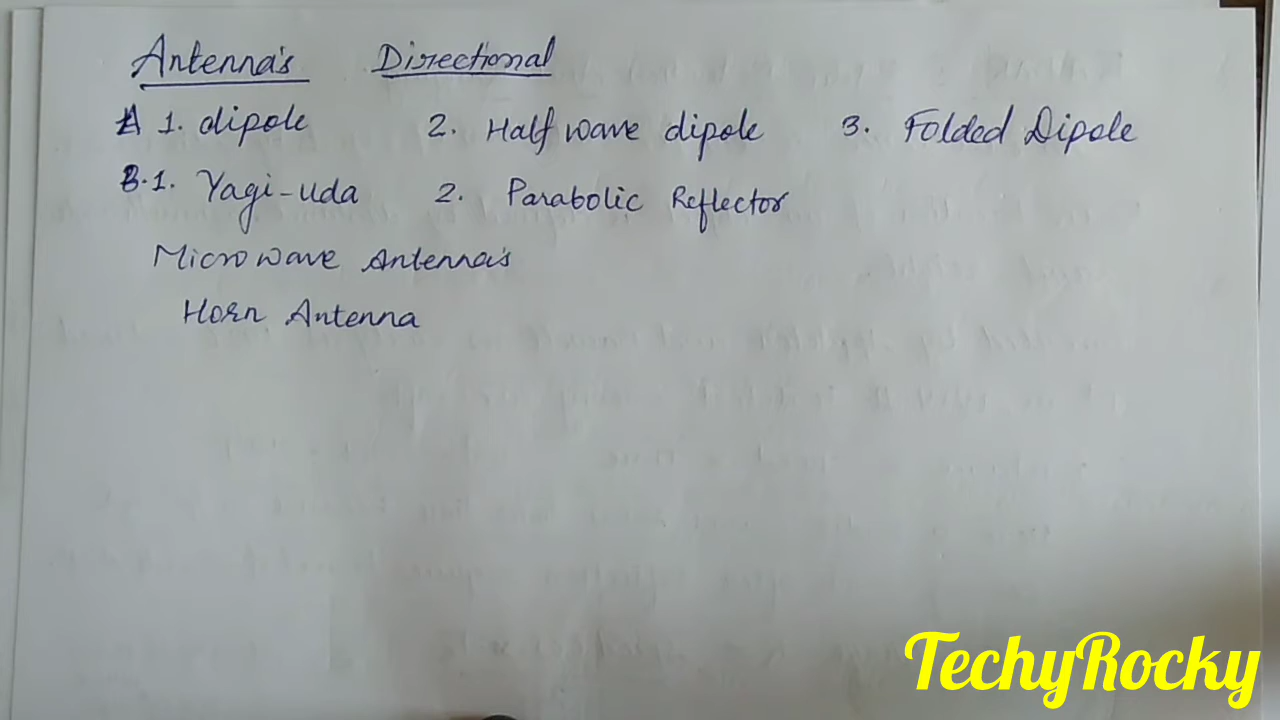 Antenna's Directional
A 1. dipole 2. Half wave dipole 3. Folded Dipole
B.1. Yagi-uda 2. Parabolic Reflector
Microwave Antenna's
Horn Antenna
TechyRocky